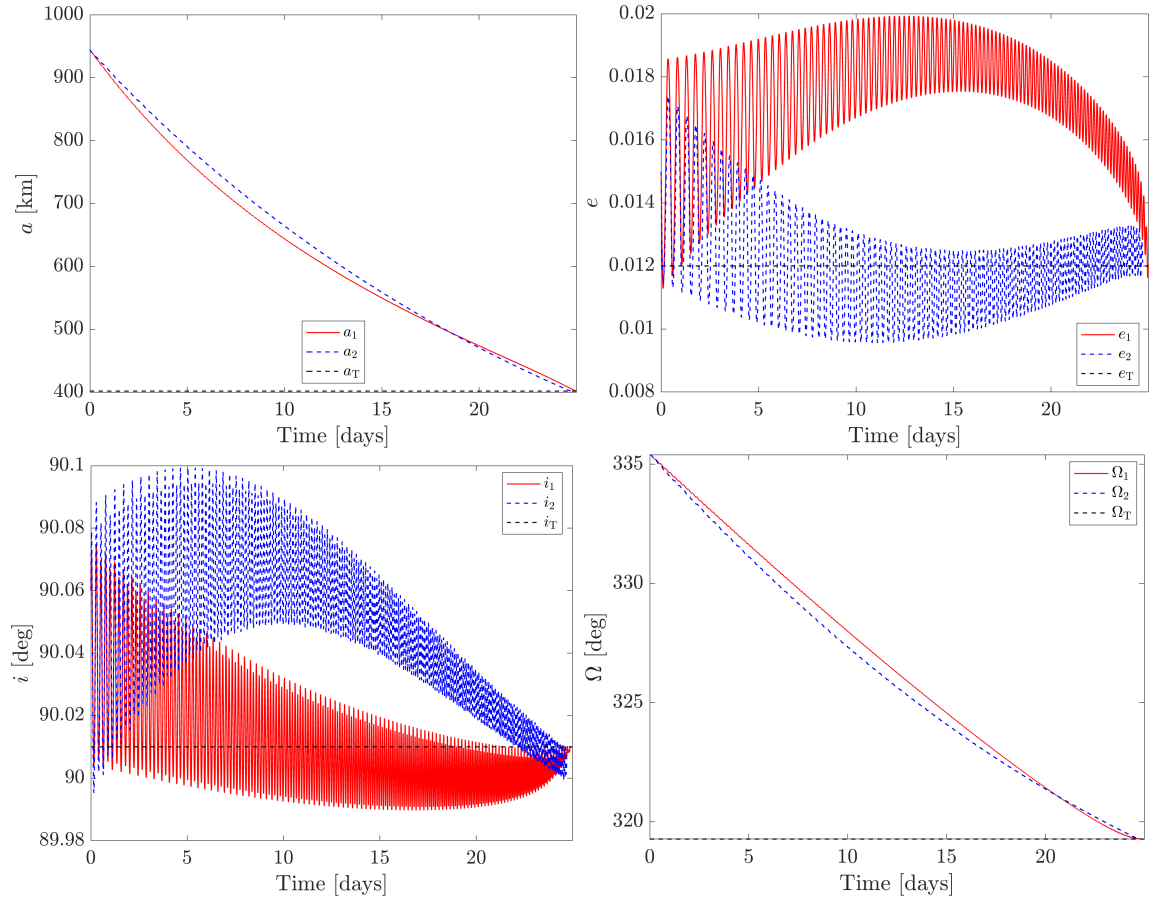 1000
900
800
700
600
500
400
a [km]
0 5 10 15 20
Time [days]
a₁
a₂
a_T
0.02
0.018
0.016
0.014
0.012
0.01
0.008
e
0 5 10 15 20
Time [days]
e₁
e₂
e_T
90.1
90.08
90.06
90.04
90.02
90
89.98
i [deg]
0 5 10 15 20
Time [days]
i₁
i₂
i_T
335
330
325
320
Ω [deg]
0 5 10 15 20
Time [days]
Ω₁
Ω₂
Ω_T